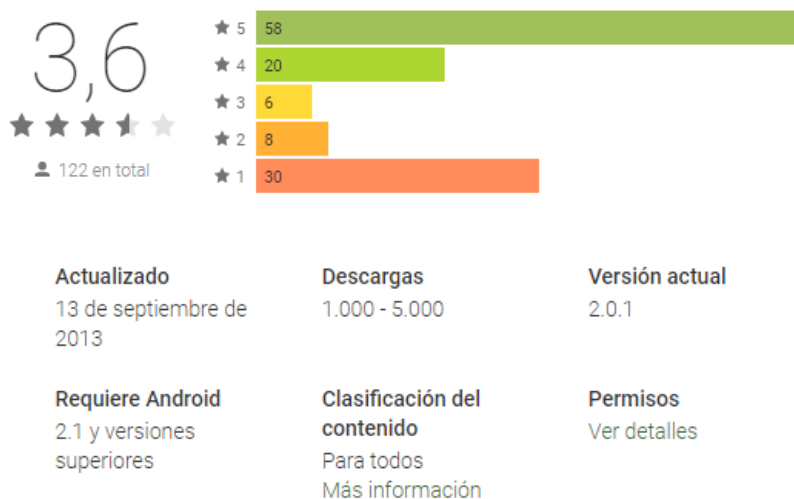 3,6
122 en total
5 58
4 20
3 6
2 8
1 30
Actualizado
13 de septiembre de
2013
Descargas
1.000 - 5.000
Versión actual
2.0.1
Requiere Android
2.1 y versiones
superiores
Clasificación del
contenido
Para todos
Más información
Permisos
Ver detalles